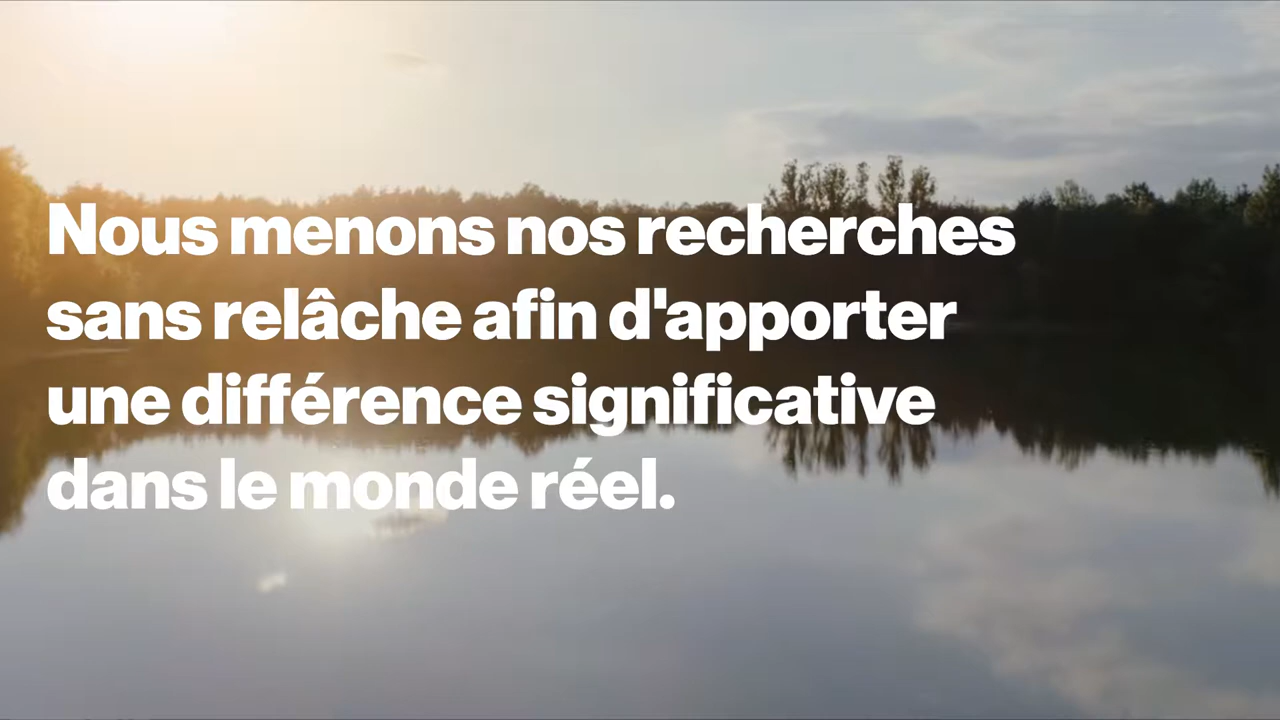 Nous menons nos recherches
sans relâche afin d'apporter
une différence significative
dans le monde réel.